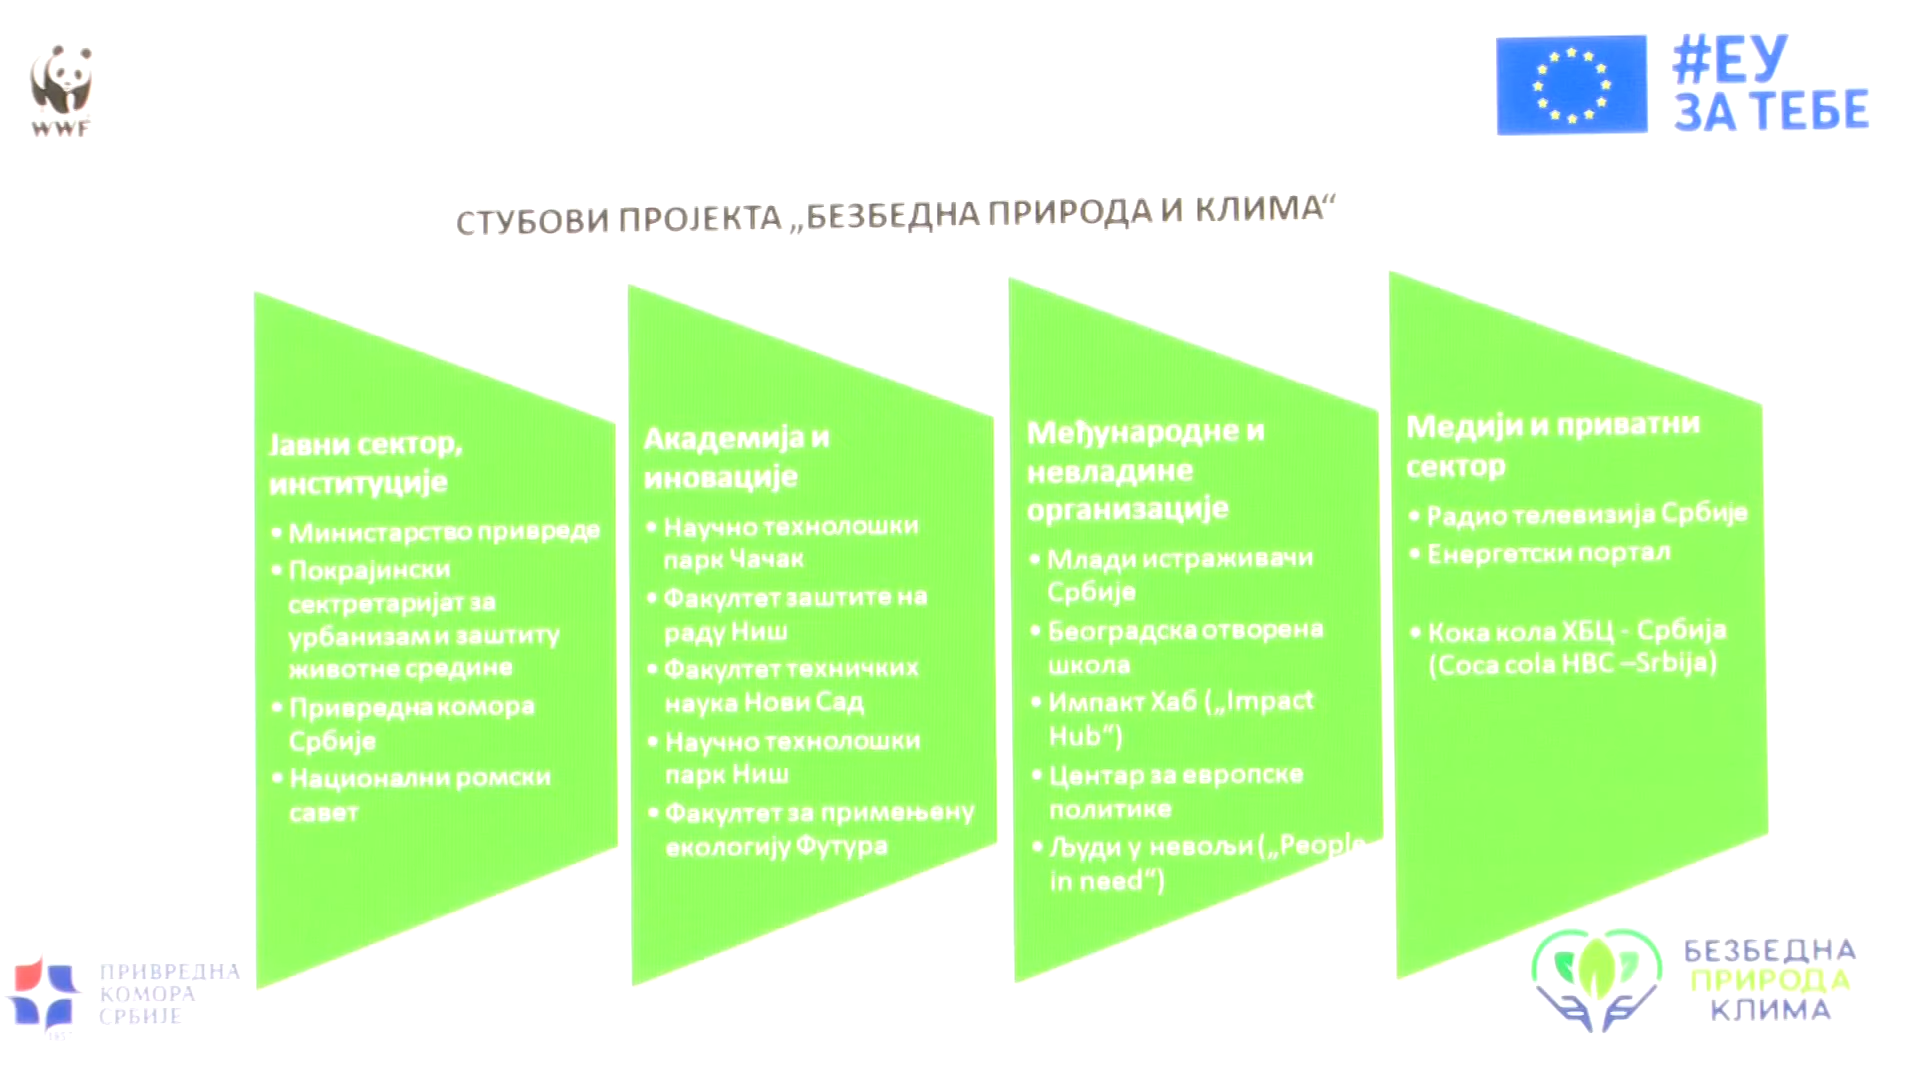 WWF
#ЕУ
ЗА ТЕБЕ
СТУБОВИ ПРОЈЕКТА „БЕЗБЕДНА ПРИРОДА И КЛИМА“
Јавни сектор,
институције
• Министарство привреде
• Покрајински
сектретаријат за
урбанизам и заштиту
животне средине
• Привредна комора
Србије
• Национални ромски
савет
Академија и
иновације
• Научно технолошки
парк Чачак
• Факултет заштите на
раду Ниш
• Факултет техничких
наука Нови Сад
• Научно технолошки
парк Ниш
• Факултет за примењену
екологију Футура
Међународне и
невладине
организације
• Млади истраживачи
Србије
• Београдска отворена
школа
• Импакт Хаб („Impact
Hub“)
• Центар за европске
политике
• Људи у невољи („People
in need“)
Медији и приватни
сектор
• Радио телевизија Србије
• Енергетски портал
• Кока кола ХБЦ - Србија
(Coca cola HBC –Srbija)
ПРИВРЕДНА
КОМОРА
СРБИЈЕ
1857
БЕЗБЕДНА
ПРИРОДА
КЛИМА